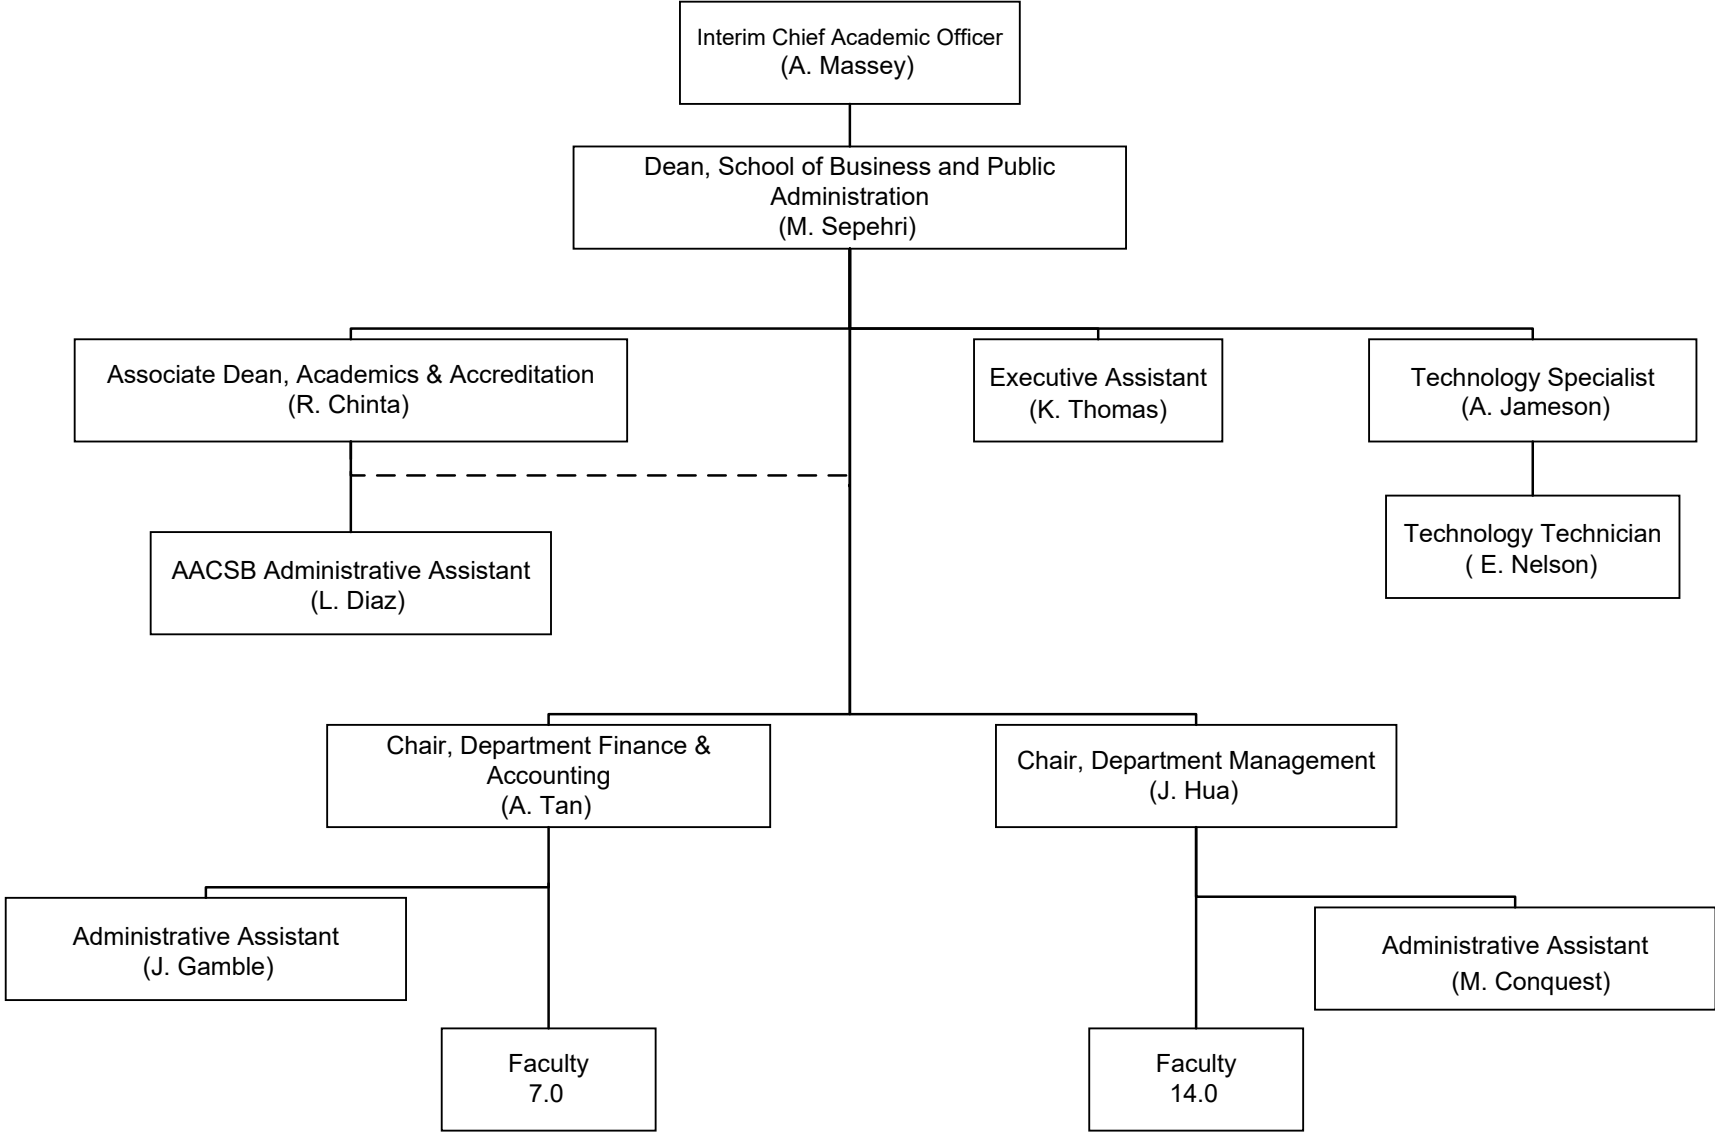 Interim Chief Academic Officer
(A. Massey)
Dean, School of Business and Public
Administration
(M. Sepehri)
Associate Dean, Academics & Accreditation
(R. Chinta)
Executive Assistant
(K. Thomas)
Technology Specialist
(A. Jameson)
Technology Technician
( E. Nelson)
AACSB Administrative Assistant
(L. Diaz)
Chair, Department Finance &
Accounting
(A. Tan)
Chair, Department Management
(J. Hua)
Administrative Assistant
(J. Gamble)
Administrative Assistant
(M. Conquest)
Faculty
7.0
Faculty
14.0